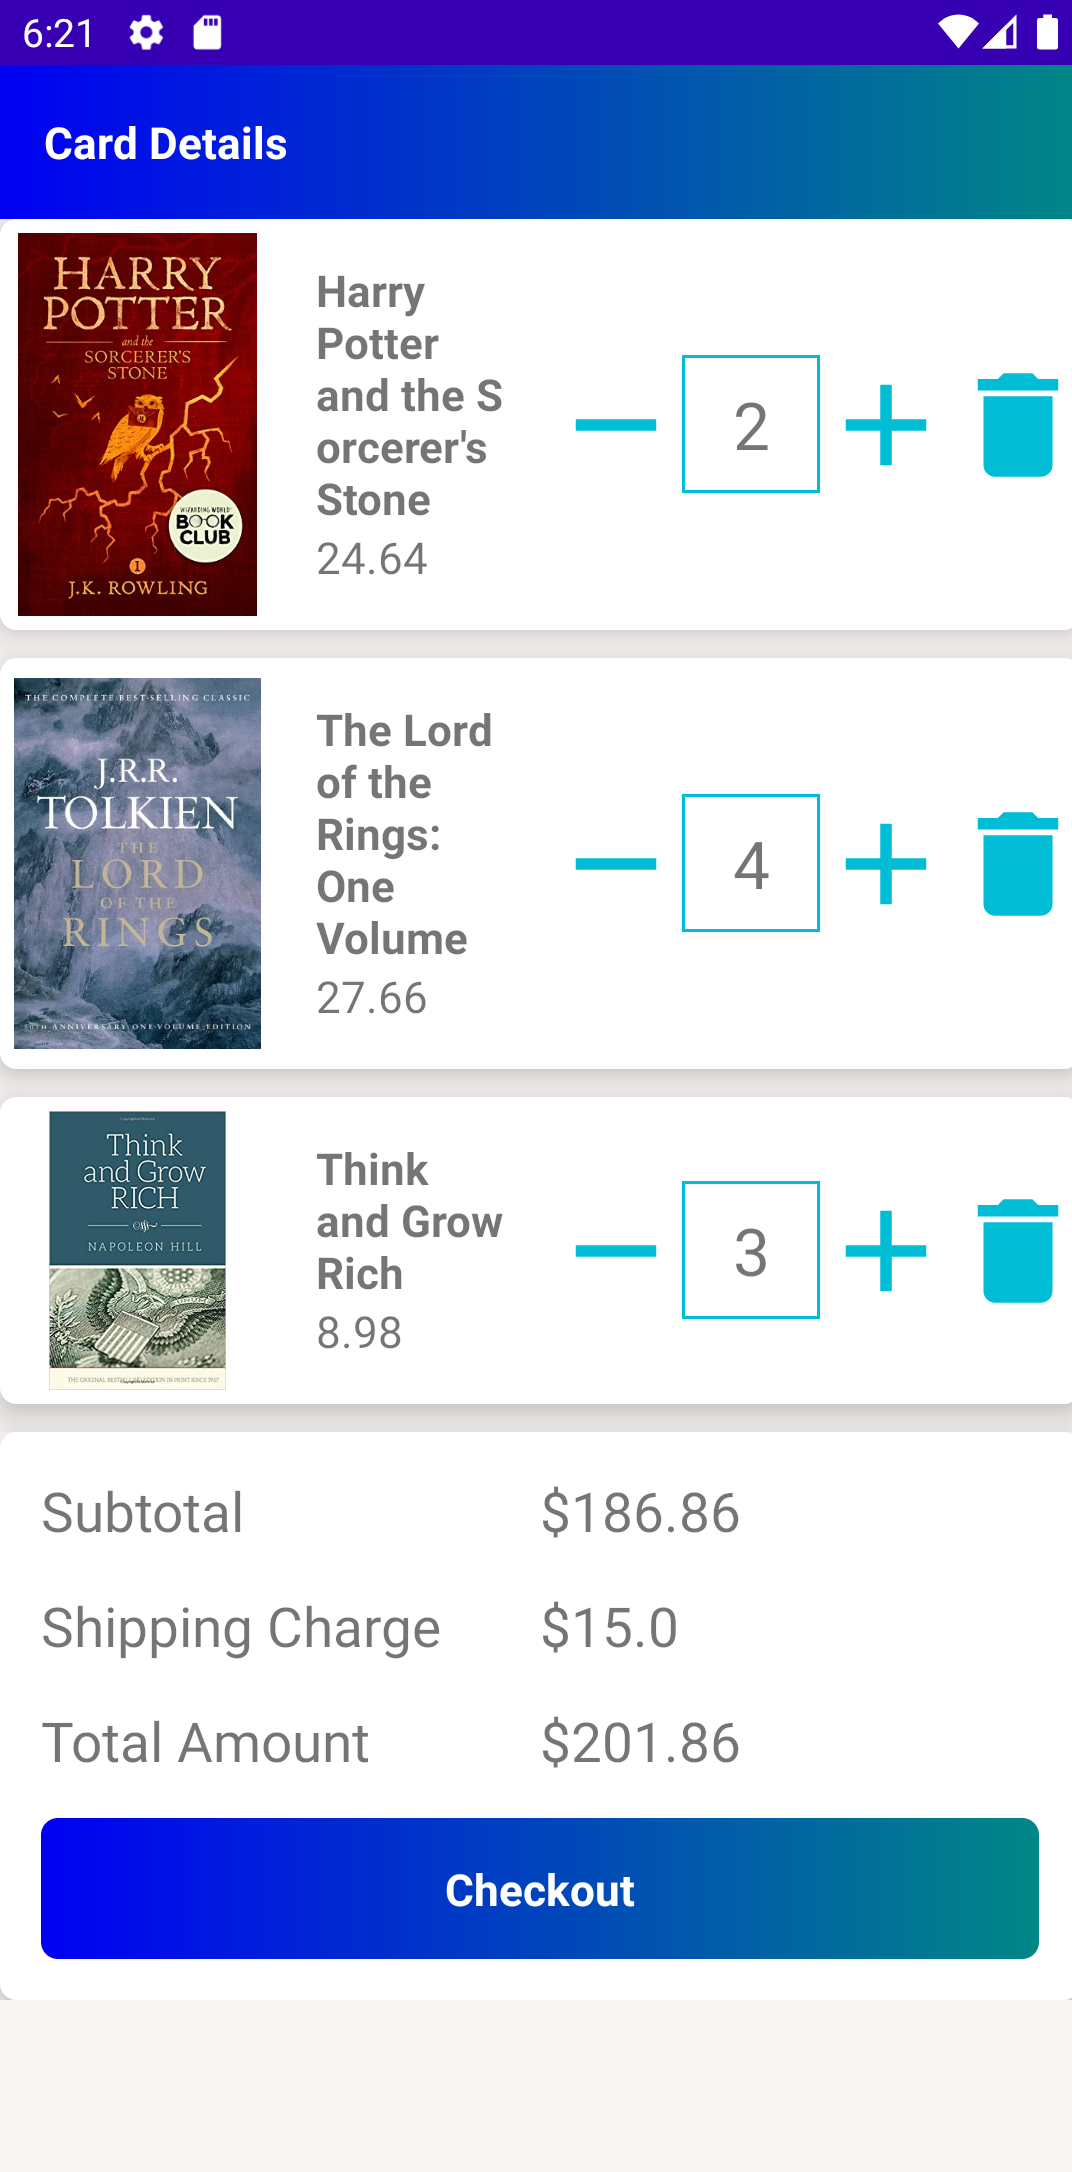 6:21
Card Details
HARRY
POTTER
and the
SORCERER'S
STONE
WIZARDING WORLD
BOOK
CLUB
I
J.K. ROWLING
Harry
Potter
and the S
orcerer's
Stone
24.64
2
THE COMPLETE BEST-SELLING CLASSIC
J.R.R.
TOLKIEN
THE
LORD
OF THE
RINGS
ANNIVERSARY ONE-VOLUME EDITION
The Lord
of the
Rings:
One
Volume
27.66
4
Think
and Grow
RICH
NAPOLEON HILL
THE ORIGINAL BESTSELLING EDITION IN PRINT SINCE 1937
Think
and Grow
Rich
8.98
3
Subtotal $186.86
Shipping Charge $15.0
Total Amount $201.86
Checkout